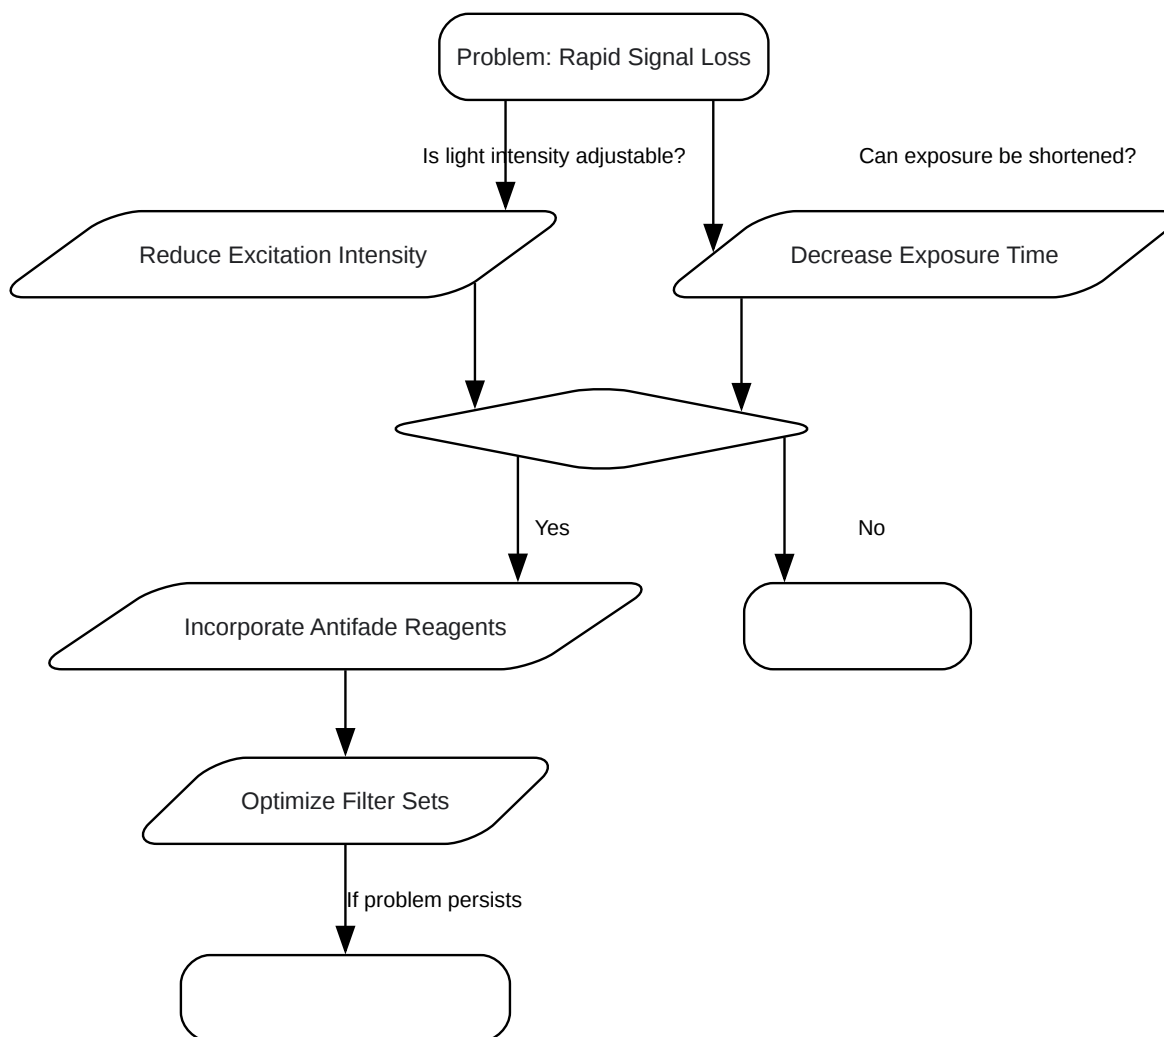 Problem: Rapid Signal Loss
Is light intensity adjustable?
Can exposure be shortened?
Reduce Excitation Intensity
Decrease Exposure Time
Yes
No
Incorporate Antifade Reagents
Optimize Filter Sets
If problem persists